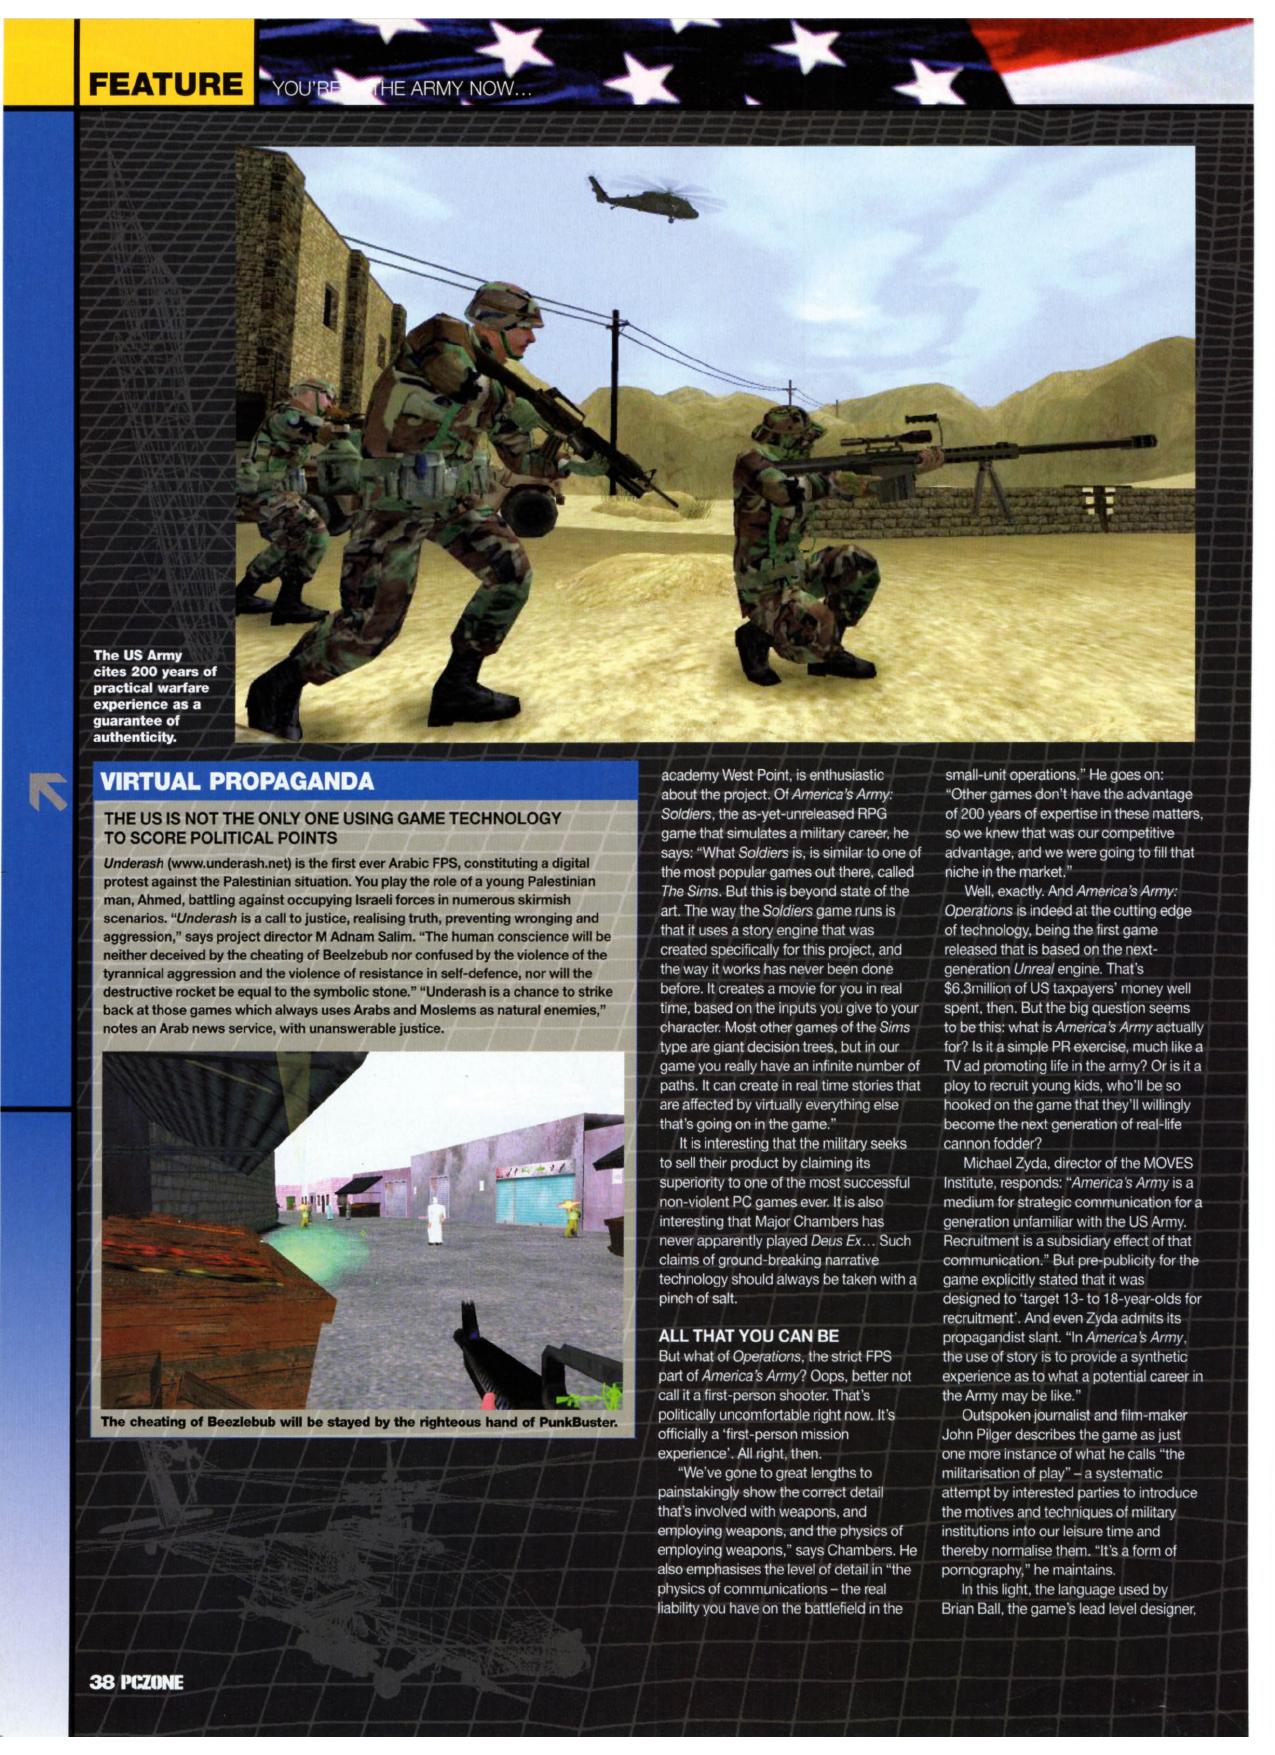 FEATURE
YOU'RE THE ARMY NOW...
The US Army
cites 200 years of
practical warfare
experience as a
guarantee of
authenticity.
VIRTUAL PROPAGANDA
THE US IS NOT THE ONLY ONE USING GAME TECHNOLOGY
TO SCORE POLITICAL POINTS
Underash (www.underash.net) is the first ever Arabic FPS, constituting a digital
protest against the Palestinian situation. You play the role of a young Palestinian
man, Ahmed, battling against occupying Israeli forces in numerous skirmish
scenarios. "Underash is a call to justice, realising truth, preventing wronging and
aggression," says project director M Adnam Salim. "The human conscience will be
neither deceived by the cheating of Beelzebub nor confused by the violence of the
tyrannical aggression and the violence of resistance in self-defence, nor will the
destructive rocket be equal to the symbolic stone." "Underash is a chance to strike
back at those games which always uses Arabs and Moslems as natural enemies,"
notes an Arab news service, with unanswerable justice.
The cheating of Beezlebub will be stayed by the righteous hand of PunkBuster.
academy West Point, is enthusiastic
about the project. Of America's Army:
Soldiers, the as-yet-unreleased RPG
game that simulates a military career, he
says: "What Soldiers is, is similar to one of
the most popular games out there, called
The Sims. But this is beyond state of the
art. The way the Soldiers game runs is
that it uses a story engine that was
created specifically for this project, and
the way it works has never been done
before. It creates a movie for you in real
time, based on the inputs you give to your
character. Most other games of the Sims
type are giant decision trees, but in our
game you really have an infinite number of
paths. It can create in real time stories that
are affected by virtually everything else
that's going on in the game."
It is interesting that the military seeks
to sell their product by claiming its
superiority to one of the most successful
non-violent PC games ever. It is also
interesting that Major Chambers has
never apparently played Deus Ex... Such
claims of ground-breaking narrative
technology should always be taken with a
pinch of salt.
ALL THAT YOU CAN BE
But what of Operations, the strict FPS
part of America's Army? Oops, better not
call it a first-person shooter. That's
politically uncomfortable right now. It's
officially a 'first-person mission
experience'. All right, then.
"We've gone to great lengths to
painstakingly show the correct detail
that's involved with weapons, and
employing weapons, and the physics of
employing weapons," says Chambers. He
also emphasises the level of detail in "the
physics of communications – the real
liability you have on the battlefield in the
small-unit operations." He goes on:
"Other games don't have the advantage
of 200 years of expertise in these matters,
so we knew that was our competitive
advantage, and we were going to fill that
niche in the market."
Well, exactly. And America's Army:
Operations is indeed at the cutting edge
of technology, being the first game
released that is based on the next-
generation Unreal engine. That's
$6.3million of US taxpayers' money well
spent, then. But the big question seems
to be this: what is America's Army actually
for? Is it a simple PR exercise, much like a
TV ad promoting life in the army? Or is it a
ploy to recruit young kids, who'll be so
hooked on the game that they'll willingly
become the next generation of real-life
cannon fodder?
Michael Zyda, director of the MOVES
Institute, responds: "America's Army is a
medium for strategic communication for a
generation unfamiliar with the US Army.
Recruitment is a subsidiary effect of that
communication." But pre-publicity for the
game explicitly stated that it was
designed to 'target 13- to 18-year-olds for
recruitment'. And even Zyda admits its
propagandist slant. "In America's Army,
the use of story is to provide a synthetic
experience as to what a potential career in
the Army may be like."
Outspoken journalist and film-maker
John Pilger describes the game as just
one more instance of what he calls "the
militarisation of play" – a systematic
attempt by interested parties to introduce
the motives and techniques of military
institutions into our leisure time and
thereby normalise them. "It's a form of
pornography," he maintains.
In this light, the language used by
Brian Ball, the game's lead level designer,
38 PCZONE